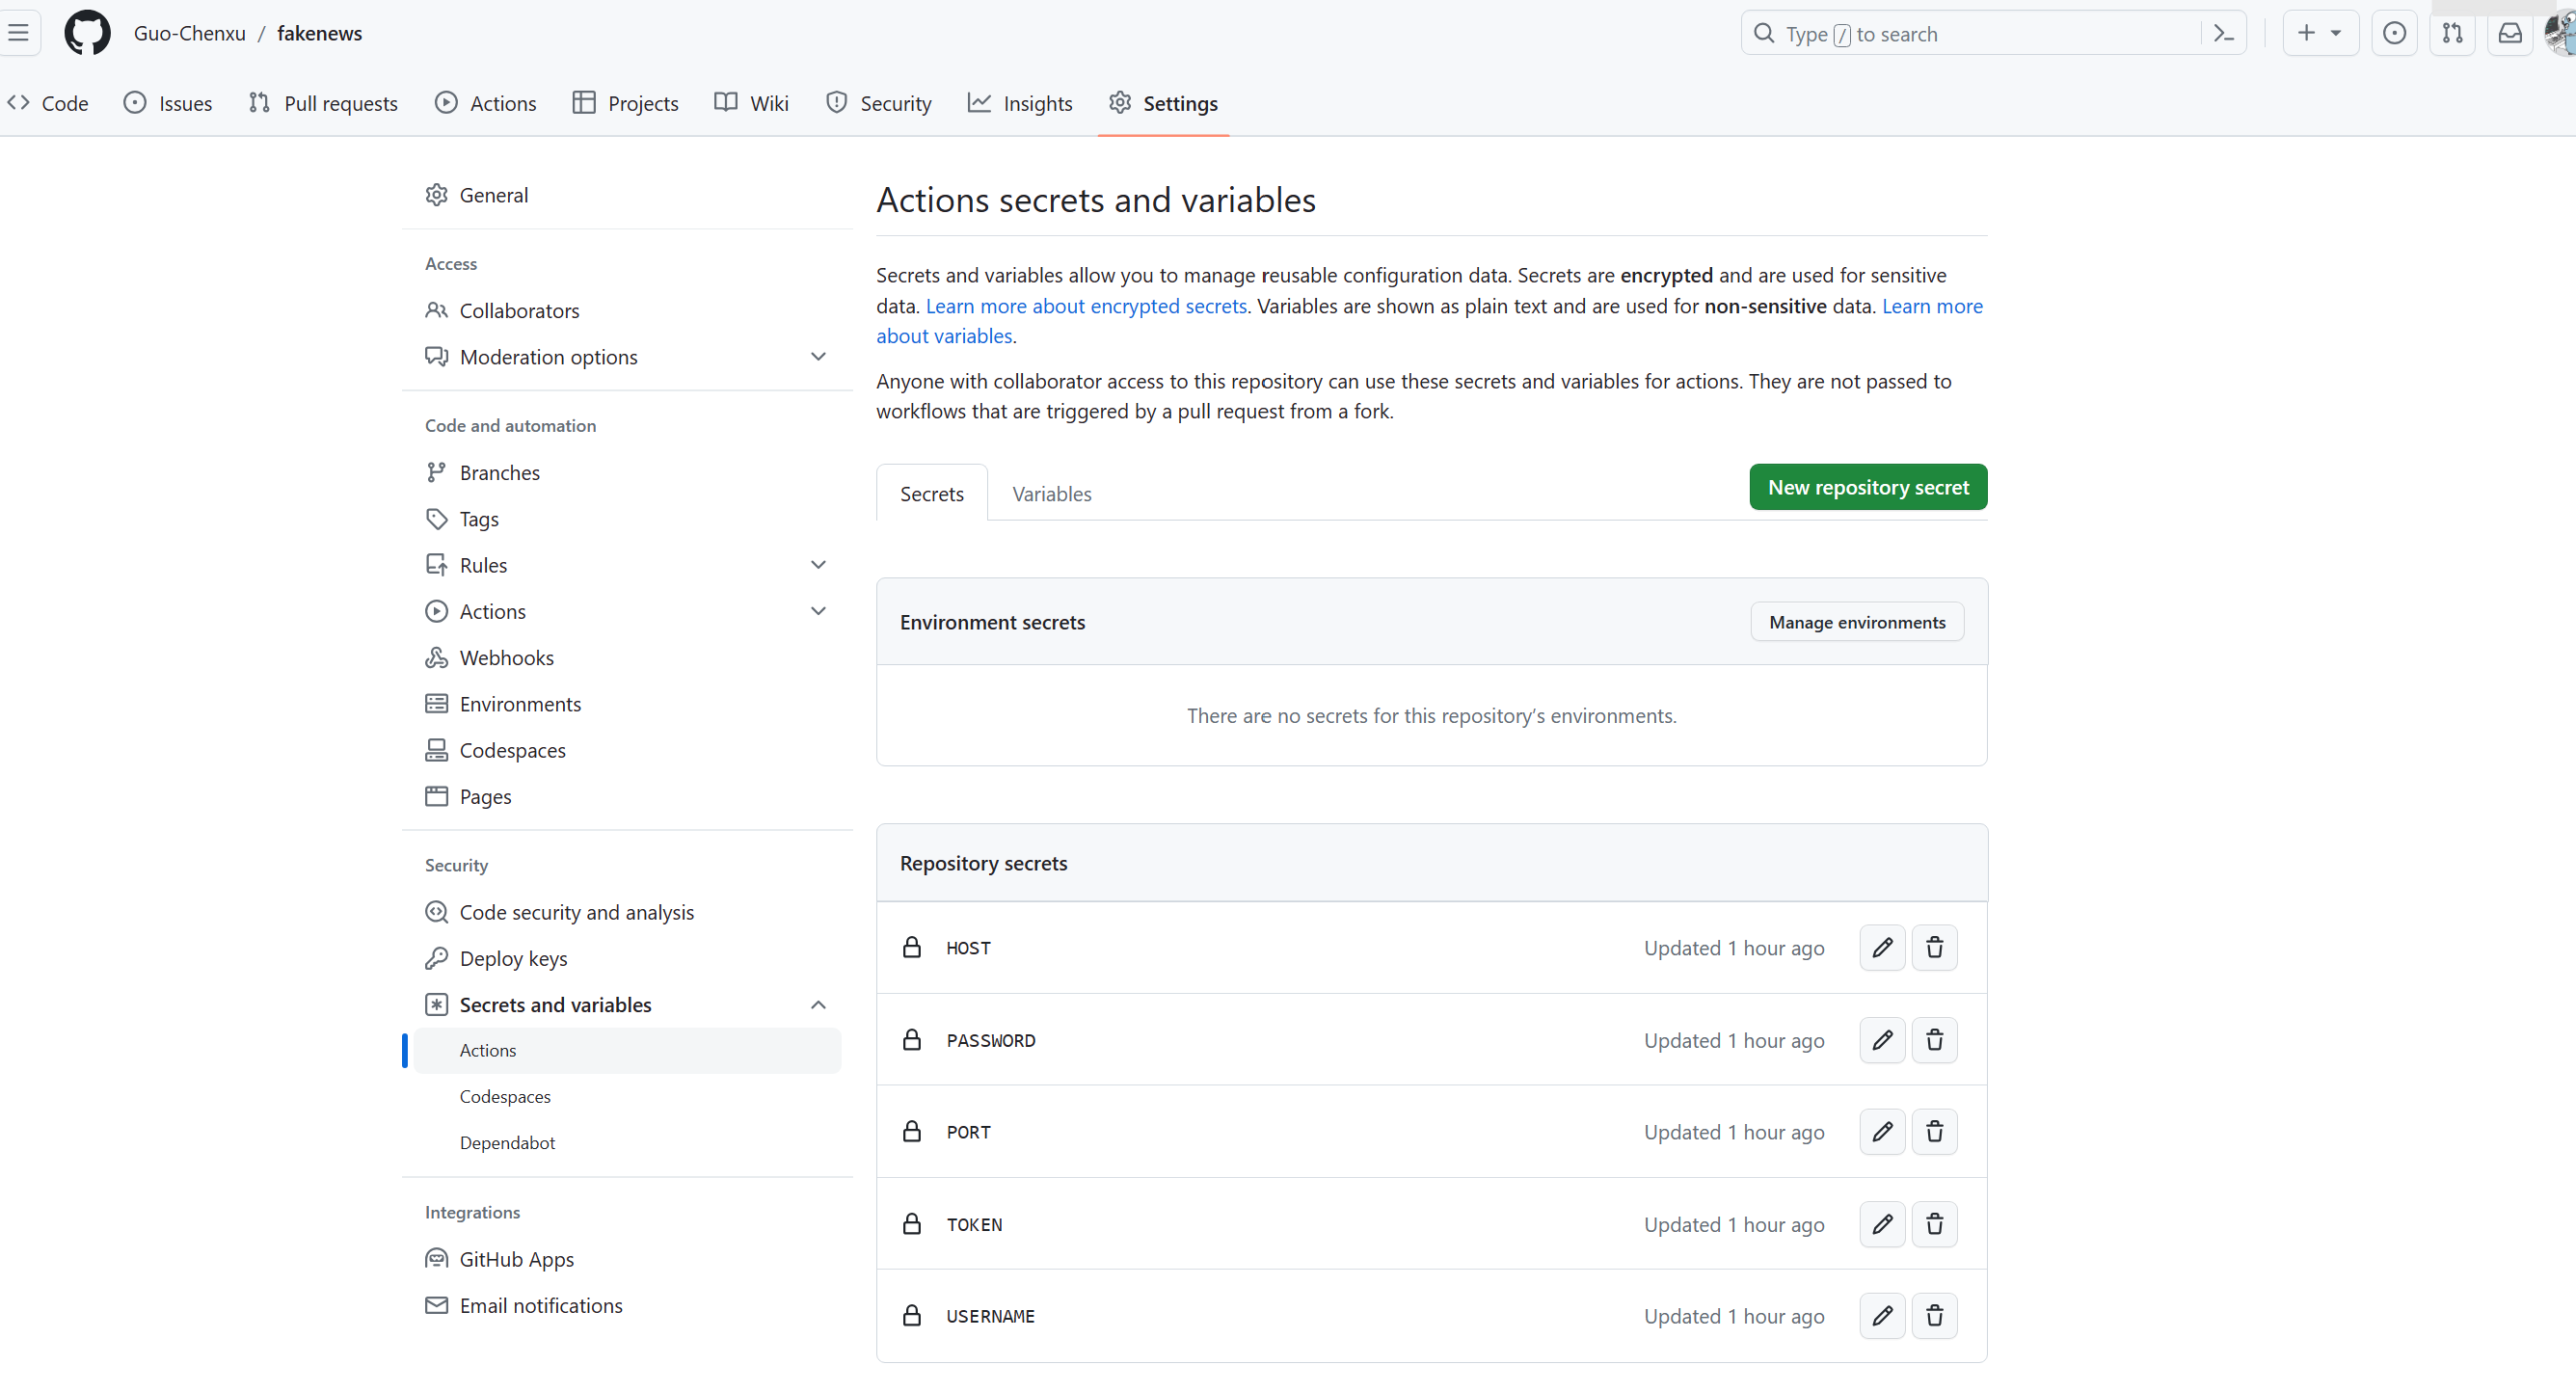 Guo-Chenxu / fakenews
Type / to search
Code
Issues
Pull requests
Actions
Projects
Wiki
Security
Insights
Settings
General
Access
Collaborators
Moderation options
Code and automation
Branches
Tags
Rules
Actions
Webhooks
Environments
Codespaces
Pages
Security
Code security and analysis
Deploy keys
Secrets and variables
Actions
Codespaces
Dependabot
Integrations
GitHub Apps
Email notifications
Actions secrets and variables
Secrets and variables allow you to manage reusable configuration data. Secrets are encrypted and are used for sensitive
data. Learn more about encrypted secrets. Variables are shown as plain text and are used for non-sensitive data. Learn more
about variables.
Anyone with collaborator access to this repository can use these secrets and variables for actions. They are not passed to
workflows that are triggered by a pull request from a fork.
Secrets
Variables
New repository secret
Environment secrets
Manage environments
There are no secrets for this repository's environments.
Repository secrets
HOST
Updated 1 hour ago
PASSWORD
Updated 1 hour ago
PORT
Updated 1 hour ago
TOKEN
Updated 1 hour ago
USERNAME
Updated 1 hour ago